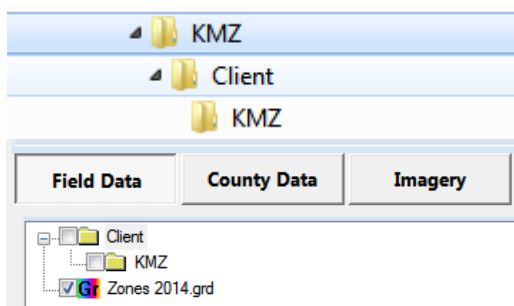 KMZ
Client
KMZ
Field Data County Data Imagery
Client
KMZ
Gr Zones 2014.grd